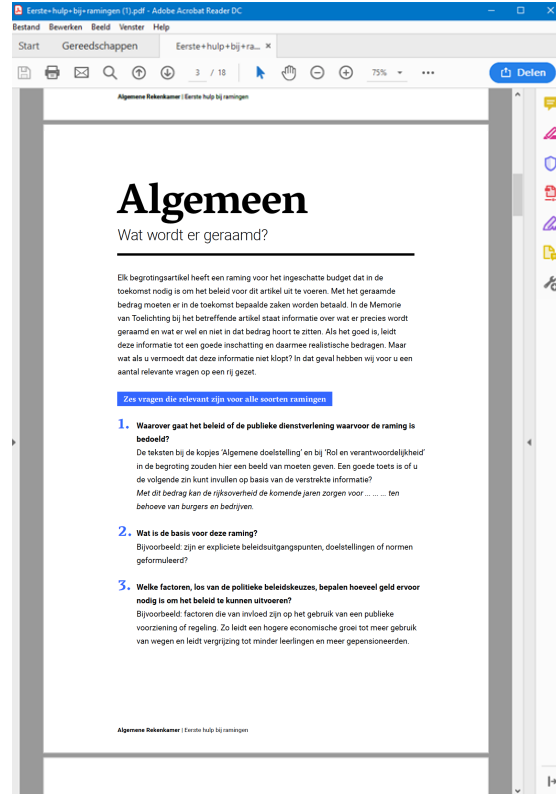 Eerste+hulp+bij+ramingen (1).pdf - Adobe Acrobat Reader DC
Bestand Bewerken Beeld Venster Help
Start Gereedschappen Eerste+hulp+bij+ra... ×
3 / 18 75% Delen
Algemene Rekenkamer | Eerste hulp bij ramingen
Algemeen
Wat wordt er geraamd?
Elk begrotingsartikel heeft een raming voor het ingeschatte budget dat in de
toekomst nodig is om het beleid voor dit artikel uit te voeren. Met het geraamde
bedrag moeten er in de toekomst bepaalde zaken worden betaald. In de Memorie
van Toelichting bij het betreffende artikel staat informatie over wat er precies wordt
geraamd en wat er wel en niet in dat bedrag hoort te zitten. Als het goed is, leidt
deze informatie tot een goede inschatting en daarmee realistische bedragen. Maar
wat als u vermoedt dat deze informatie niet klopt? In dat geval hebben wij voor u een
aantal relevante vragen op een rij gezet.
Zes vragen die relevant zijn voor alle soorten ramingen
1. Waarover gaat het beleid of de publieke dienstverlening waarvoor de raming is
bedoeld?
De teksten bij de kopjes ‘Algemene doelstelling’ en bij ‘Rol en verantwoordelijkheid’
in de begroting zouden hier een beeld van moeten geven. Een goede toets is of u
de volgende zin kunt invullen op basis van de verstrekte informatie?
Met dit bedrag kan de rijksoverheid de komende jaren zorgen voor ... ... ... ten
behoeve van burgers en bedrijven.
2. Wat is de basis voor deze raming?
Bijvoorbeeld: zijn er expliciete beleidsuitgangspunten, doelstellingen of normen
geformuleerd?
3. Welke factoren, los van de politieke beleidskeuzes, bepalen hoeveel geld ervoor
nodig is om het beleid te kunnen uitvoeren?
Bijvoorbeeld: factoren die van invloed zijn op het gebruik van een publieke
voorziening of regeling. Zo leidt een hogere economische groei tot meer gebruik
van wegen en leidt vergrijzing tot minder leerlingen en meer gepensioneerden.
Algemene Rekenkamer | Eerste hulp bij ramingen